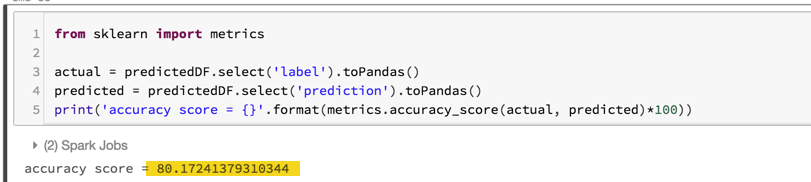 1 from sklearn import metrics
2
3 actual = predictedDF.select('label').toPandas()
4 predicted = predictedDF.select('prediction').toPandas()
5 print('accuracy score = {}'.format(metrics.accuracy_score(actual, predicted)*100))
(2) Spark Jobs
accuracy score = 80.17241379310344